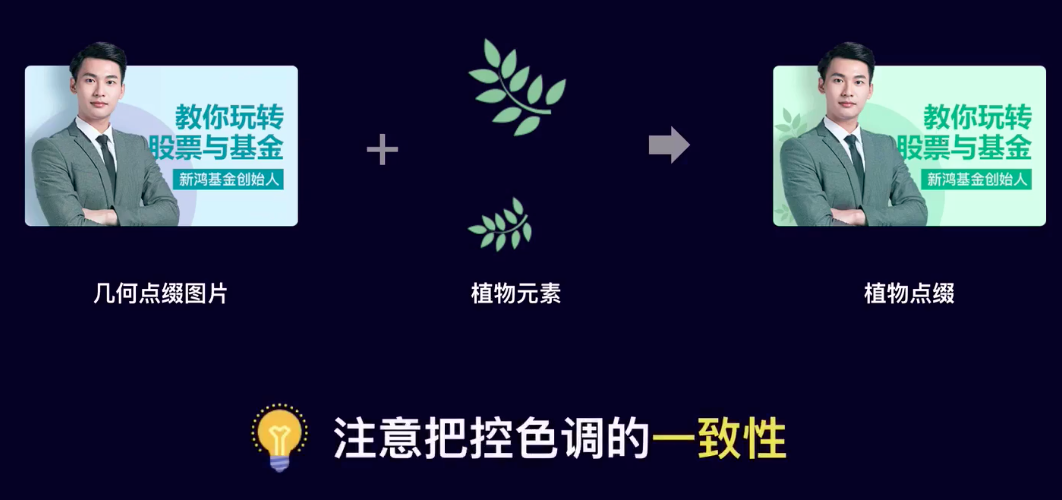 教你玩转
股票与基金
新鸿基金创始人
教你玩转
股票与基金
新鸿基金创始人
几何点缀图片
植物元素
植物点缀
注意把控色调的一致性